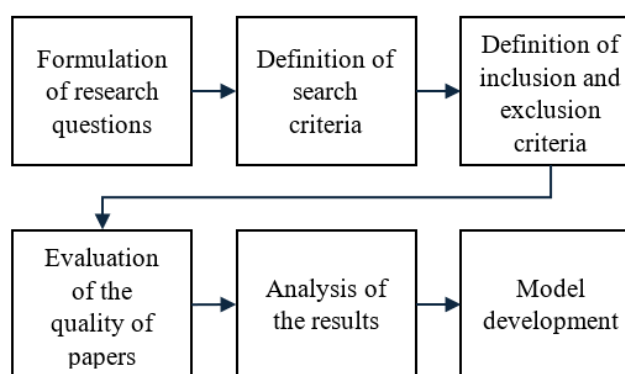 Formulation
of research
questions
Definition of
search
criteria
Definition of
inclusion and
exclusion
criteria
Evaluation
of the
quality of
papers
Analysis of
the results
Model
development